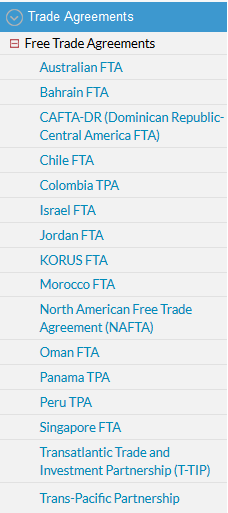 Trade Agreements
Free Trade Agreements
Australian FTA
Bahrain FTA
CAFTA-DR (Dominican Republic-
Central America FTA)
Chile FTA
Colombia TPA
Israel FTA
Jordan FTA
KORUS FTA
Morocco FTA
North American Free Trade
Agreement (NAFTA)
Oman FTA
Panama TPA
Peru TPA
Singapore FTA
Transatlantic Trade and
Investment Partnership (T-TIP)
Trans-Pacific Partnership